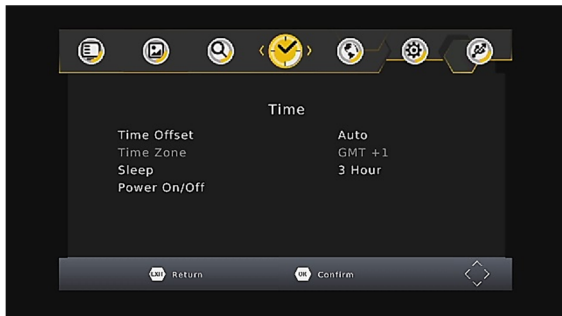 Time
Time Offset Auto
Time Zone GMT +1
Sleep 3 Hour
Power On/Off
EXIT Return OK Confirm